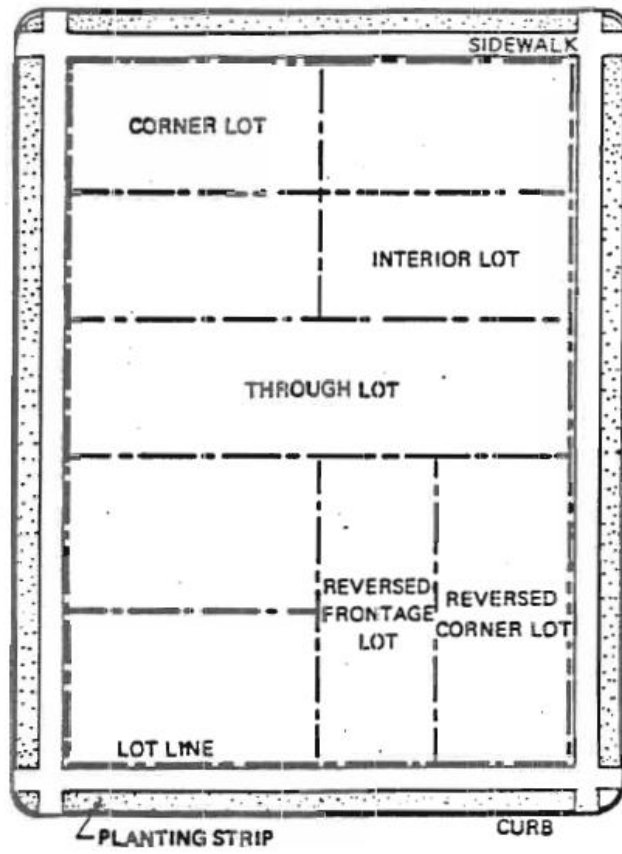 SIDEWALK
CORNER LOT
INTERIOR LOT
THROUGH LOT
REVERSED
FRONTAGE
LOT
REVERSED
CORNER LOT
LOT LINE
PLANTING STRIP
CURB